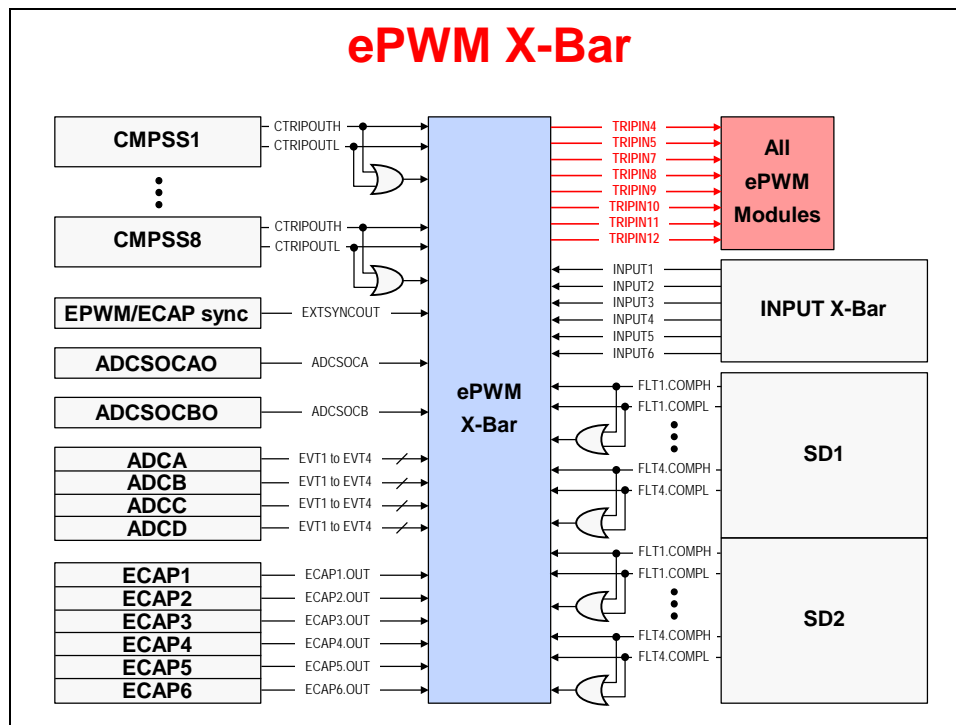 ePWM X-Bar
CMPSS1
CTRIPOUTH
CTRIPOUTL
CMPSS8
CTRIPOUTH
CTRIPOUTL
EPWM/ECAP sync
EXTSYNCOUT
ADCSOCAO
ADCSOCA
ADCSOCBO
ADCSOCB
ADCA
EVT1 to EVT4
ADCB
EVT1 to EVT4
ADCC
EVT1 to EVT4
ADCD
EVT1 to EVT4
ECAP1
ECAP1.OUT
ECAP2
ECAP2.OUT
ECAP3
ECAP3.OUT
ECAP4
ECAP4.OUT
ECAP5
ECAP5.OUT
ECAP6
ECAP6.OUT
ePWM
X-Bar
TRIPIN4
TRIPIN5
TRIPIN7
TRIPIN8
TRIPIN9
TRIPIN10
TRIPIN11
TRIPIN12
All
ePWM
Modules
INPUT1
INPUT2
INPUT3
INPUT4
INPUT5
INPUT6
INPUT X-Bar
FLT1.COMPH
FLT1.COMPL
FLT4.COMPH
FLT4.COMPL
SD1
FLT1.COMPH
FLT1.COMPL
FLT4.COMPH
FLT4.COMPL
SD2